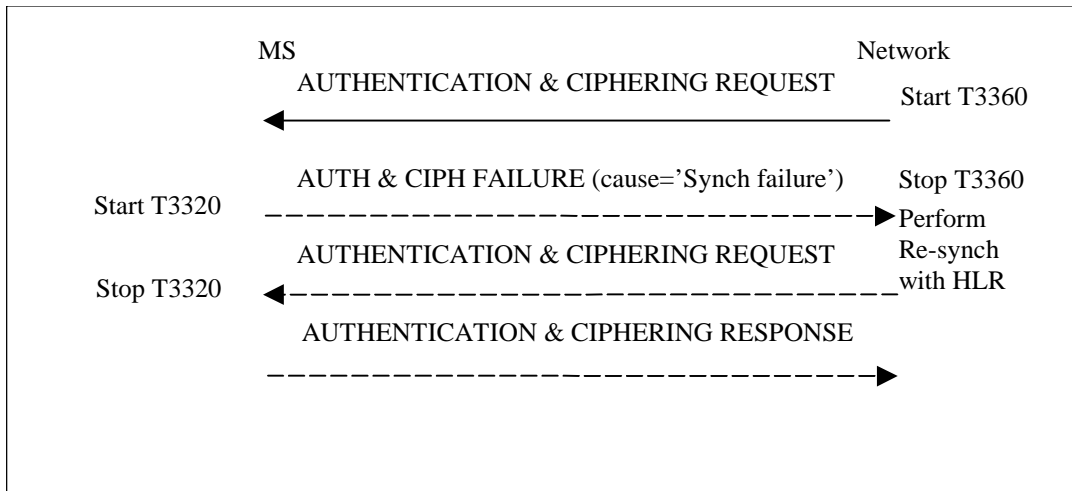 MS
Network
AUTHENTICATION & CIPHERING REQUEST
Start T3360
AUTH & CIPH FAILURE (cause=’Synch failure’)
Stop T3360
Start T3320
Perform
Re-synch
with HLR
AUTHENTICATION & CIPHERING REQUEST
Stop T3320
AUTHENTICATION & CIPHERING RESPONSE